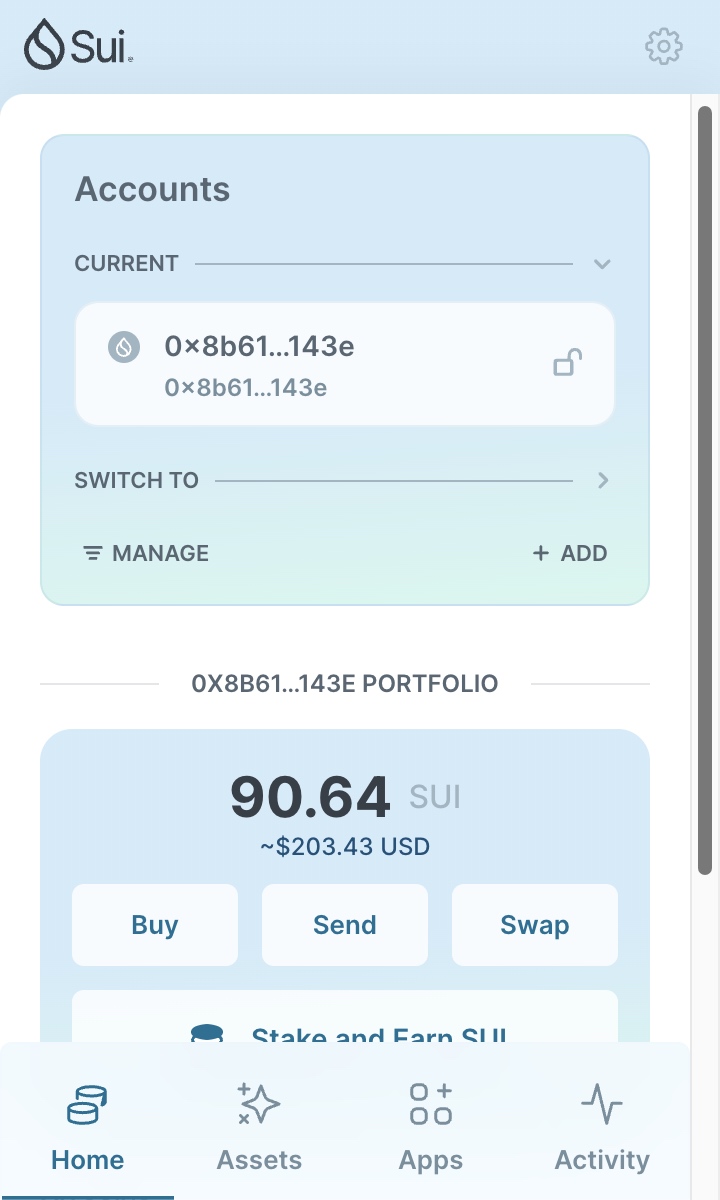 Sui
Accounts
CURRENT
0×8b61...143e
0×8b61...143e
SWITCH TO
MANAGE
+ ADD
0X8B61...143E PORTFOLIO
90.64 SUI
~$203.43 USD
Buy
Send
Swap
Stake and Earn SUI
Home
Assets
Apps
Activity